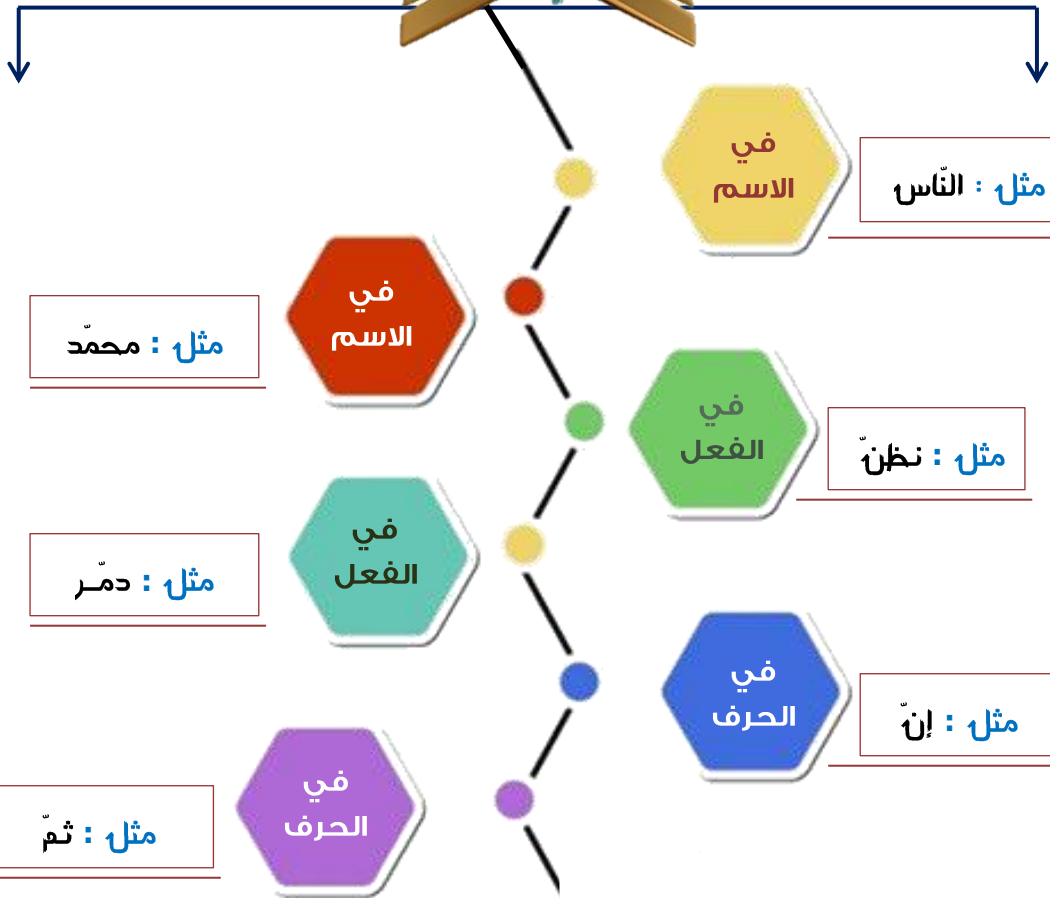 في
الاسم
مثل : النّاس
في
الاسم
مثل : محمّد
في
الفعل
مثل : نظنّ
في
الفعل
مثل : دمّـر
في
الحرف
مثل : إنّ
في
الحرف
مثل : ثمّ